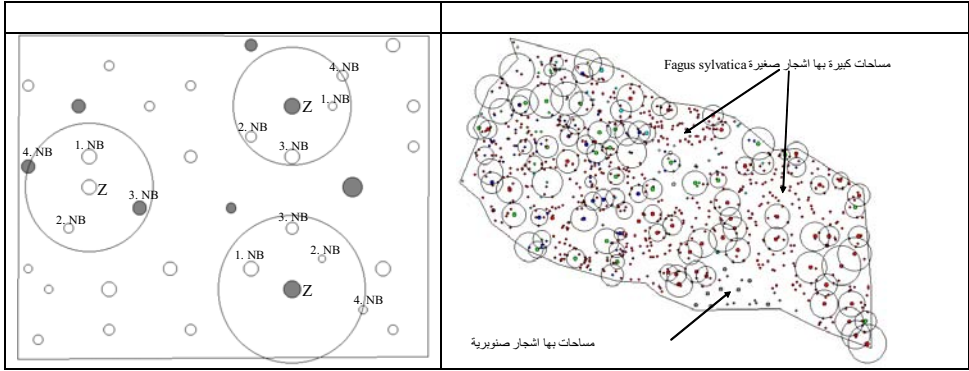 4. NB
Z
1. NB
2. NB
3. NB
4. NB
1. NB
Z
3. NB
2. NB
3. NB
1. NB
2. NB
Z
4. NB
مساحات كبيرة بها اشجار صغيرة Fagus sylvatica
مساحات بها اشجار صنوبرية